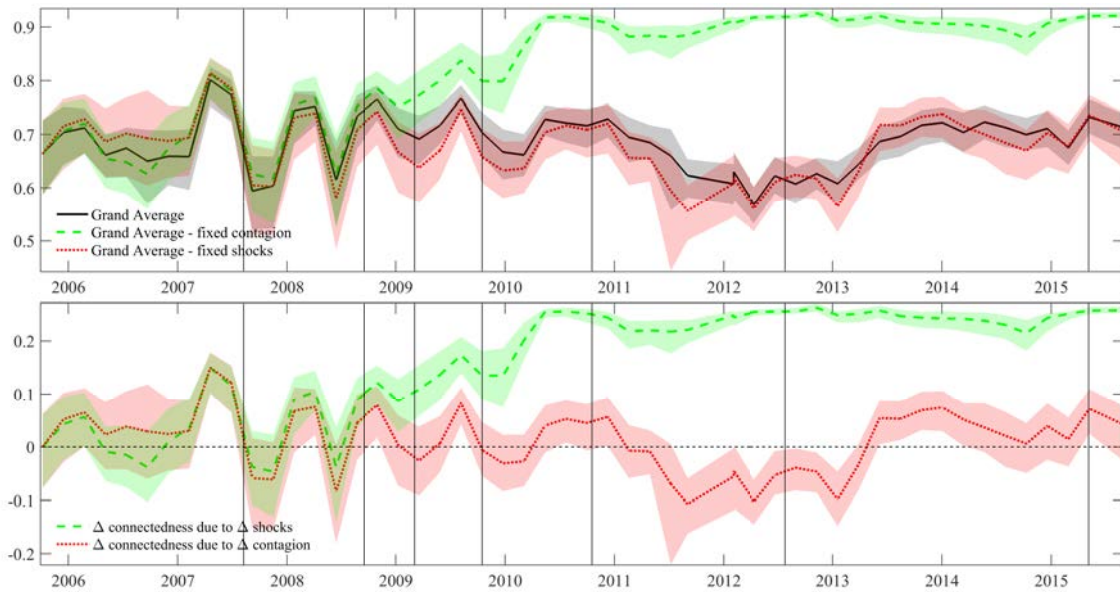 0.9
0.8
0.7
0.6
0.5
Grand Average
Grand Average - fixed contagion
Grand Average - fixed shocks
2006 2007 2008 2009 2010 2011 2012 2013 2014 2015
0.2
0.1
0
-0.1
-0.2
Δ connectedness due to Δ shocks
Δ connectedness due to Δ contagion
2006 2007 2008 2009 2010 2011 2012 2013 2014 2015